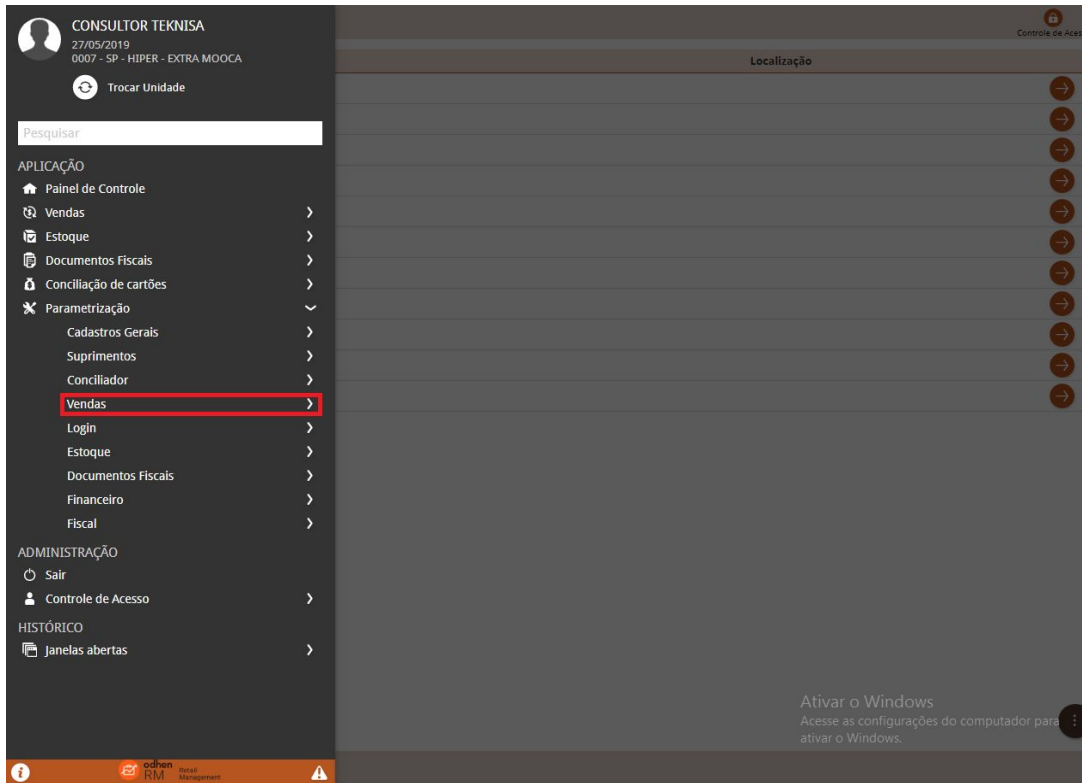 CONSULTOR TEKNISA
27/05/2019
0007 - SP - HIPER - EXTRA MOOCA
Trocar Unidade
Pesquisar
APLICAÇÃO
Painel de Controle
Vendas
Estoque
Documentos Fiscais
Conciliação de cartões
Parametrização
Cadastros Gerais
Suprimentos
Conciliador
Vendas
Login
Estoque
Documentos Fiscais
Financeiro
Fiscal
ADMINISTRAÇÃO
Sair
Controle de Acesso
HISTÓRICO
Janelas abertas
odhen
RM Retail
Management
Controle de Aces
Localização
Ativar o Windows
Acesse as configurações do computador para
ativar o Windows.